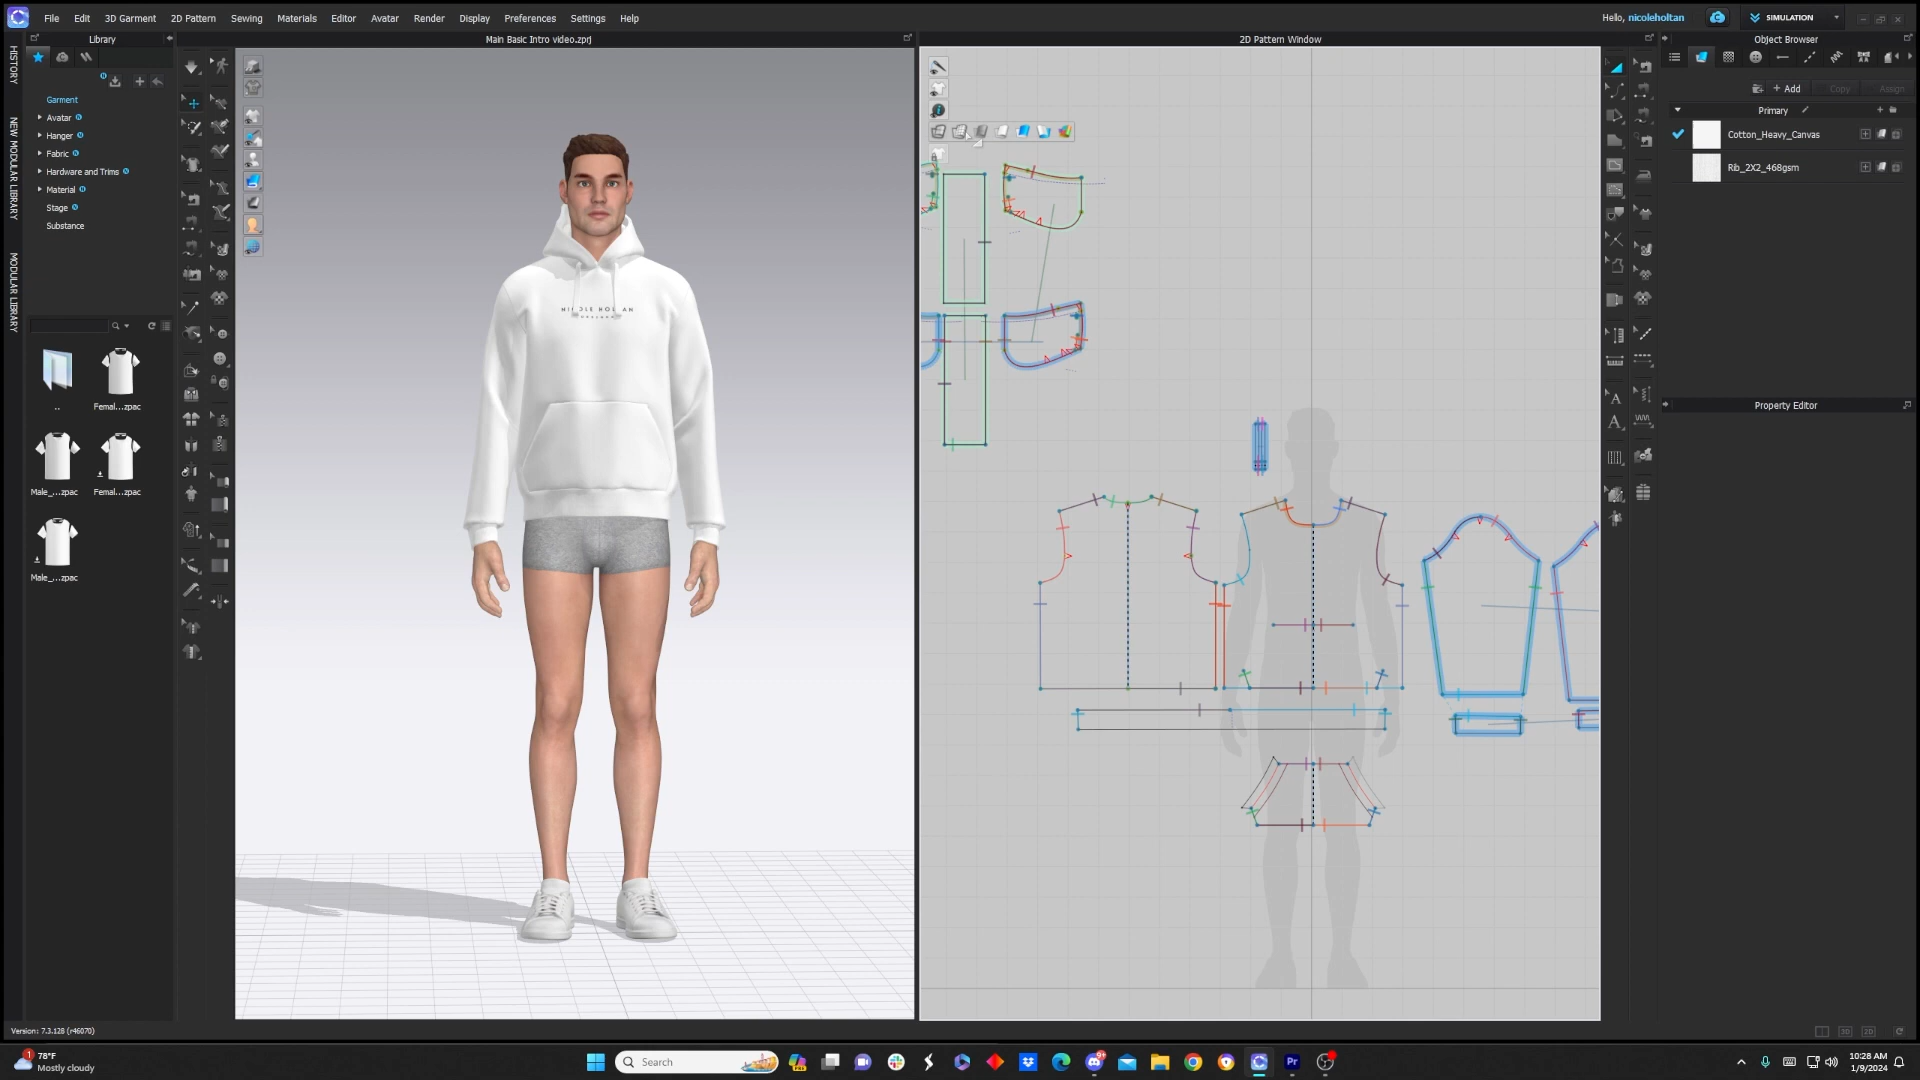 File Edit 3D Garment 2D Pattern Sewing Materials Editor Avatar Render Display Preferences Settings Help
Hello, nicoleholtan
SIMULATION
Library
Main Basic Intro video.zprj
2D Pattern Window
Object Browser
HISTORY
NEW MODULAR LIBRARY
MODULAR LIBRARY
Garment
Avatar
Hanger
Fabric
Hardware and Trims
Material
Stage
Substance
+ Add Copy Assign
Primary
Cotton_Heavy_Canvas
Rib_2X2_468gsm
Property Editor
..
Femal...zpac
Male_...zpac
Femal...zpac
Male_...zpac
Version: 7.3.128 (r46070)
1
78°F
Mostly cloudy
Search
Pr
10:28 AM
1/9/2024